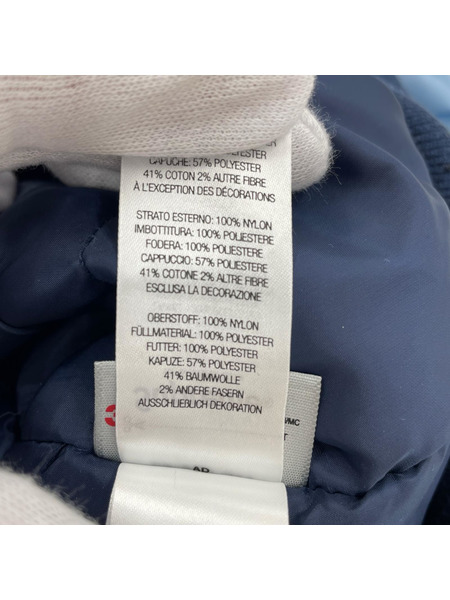 CAPUCHE: 57% POLYESTER
41% COTON 2% AUTRE FIBRE
À L'EXCEPTION DES DÉCORATIONS
STRATO ESTERNO: 100% NYLON
IMBOTTITURA: 100% POLIESTERE
FODERA: 100% POLIESTERE
CAPPUCCIO: 57% POLIESTERE
41% COTONE 2% ALTRE FIBRE
ESCLUSA LA DECORAZIONE
OBERSTOFF: 100% NYLON
FÜLLMATERIAL: 100% POLYESTER
FUTTER: 100% POLYESTER
KAPUZE: 57% POLYESTER
41% BAUMWOLLE
2% ANDERE FASERN
AUSSCHLIEBLICH DEKORATION